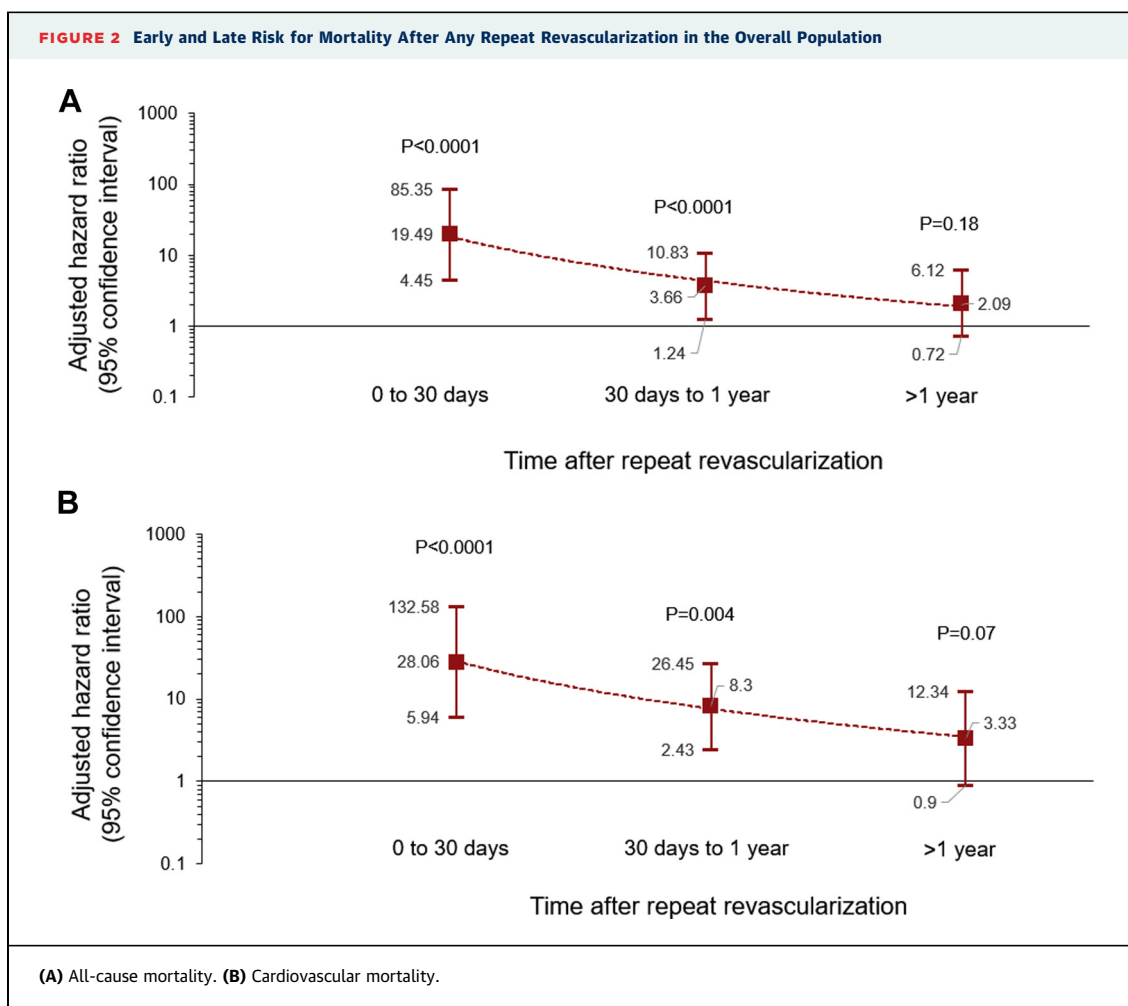 FIGURE 2 Early and Late Risk for Mortality After Any Repeat Revascularization in the Overall Population
A
Adjusted hazard ratio
(95% confidence interval)
1000
100
10
1
0.1
P<0.0001
85.35
19.49
4.45
P<0.0001
10.83
3.66
1.24
P=0.18
6.12
2.09
0.72
0 to 30 days
30 days to 1 year
>1 year
Time after repeat revascularization
B
Adjusted hazard ratio
(95% confidence interval)
1000
100
10
1
0.1
P<0.0001
132.58
28.06
5.94
P=0.004
26.45
8.3
2.43
P=0.07
12.34
3.33
0.9
0 to 30 days
30 days to 1 year
>1 year
Time after repeat revascularization
(A) All-cause mortality. (B) Cardiovascular mortality.